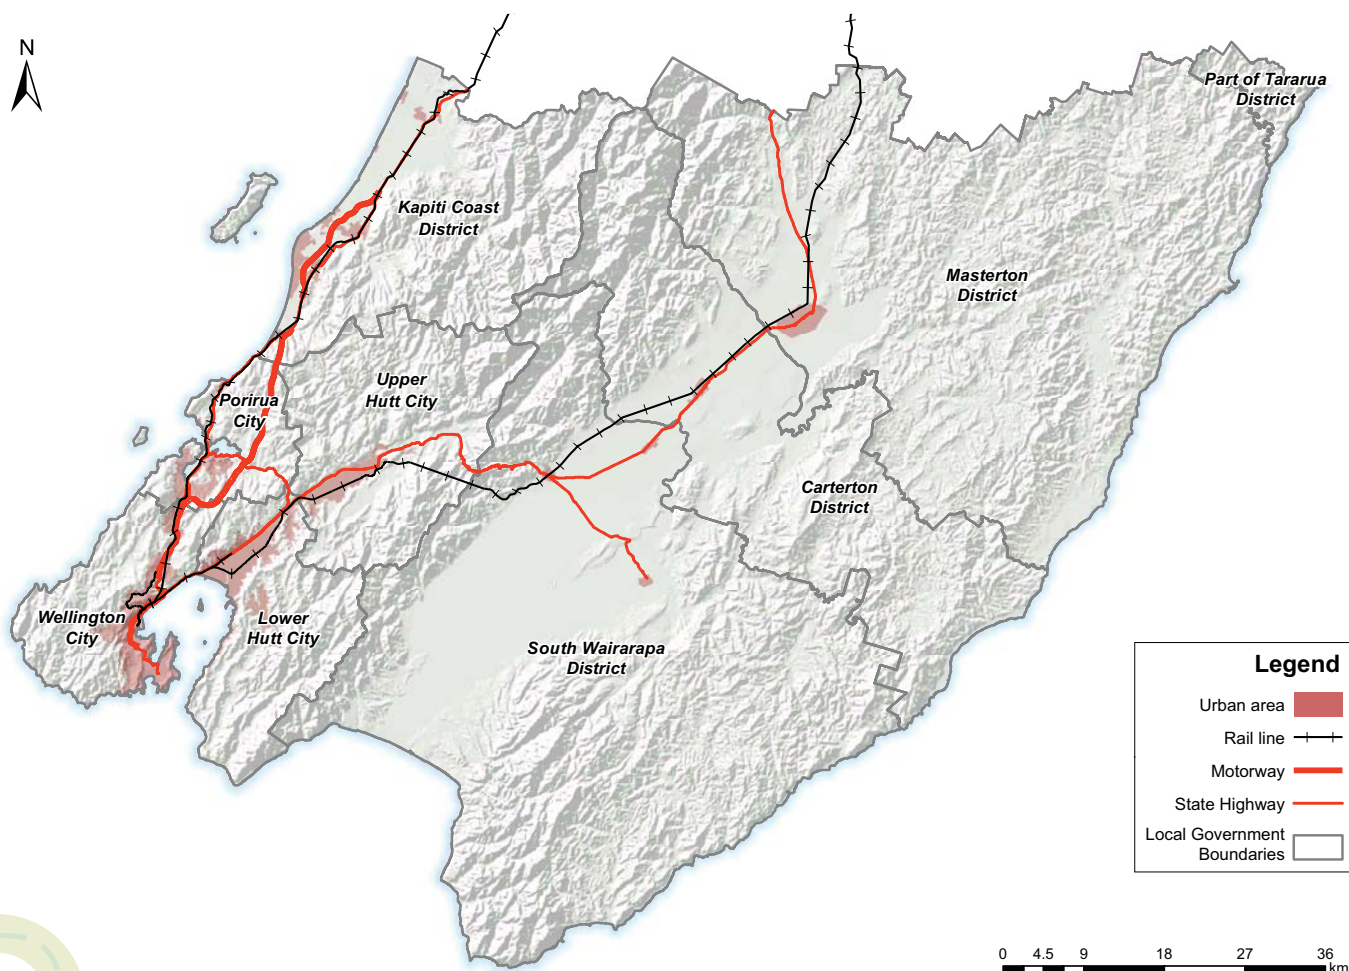 N
Part of Tararua
District
Kapiti Coast
District
Masterton
District
Upper
Hutt City
Porirua
City
Carterton
District
Wellington
City
Lower
Hutt City
South Wairarapa
District
Legend
Urban area
Rail line
Motorway
State Highway
Local Government
Boundaries
0 4.5 9 18 27 36
km